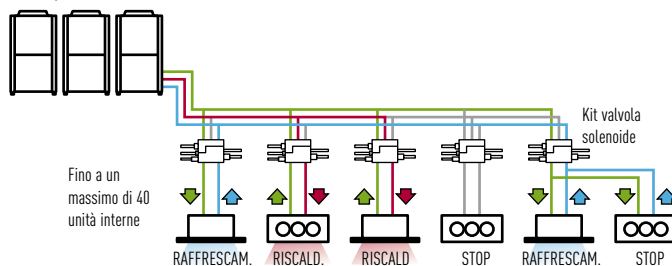 Kit valvola
solenoide
Fino a un
massimo di 40
unità interne
RAFFRESCAM. RISCALD. RISCALD STOP RAFFRESCAM. STOP